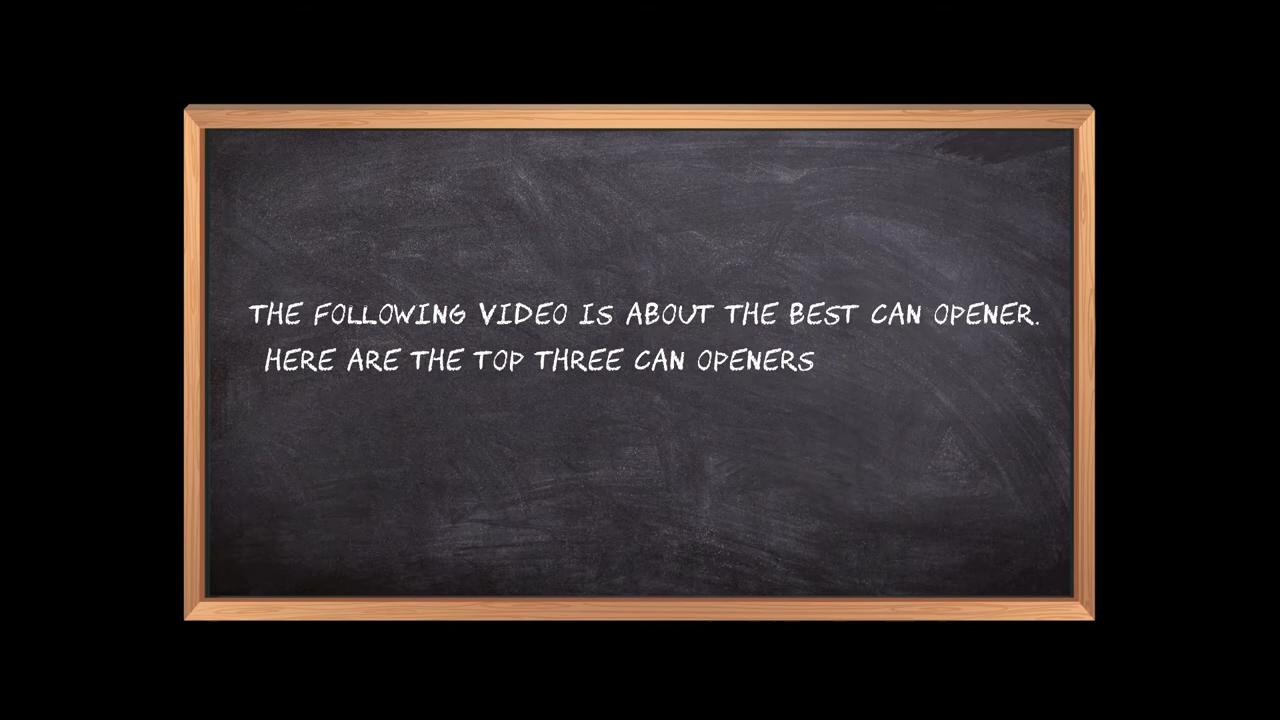 THE FOLLOWING VIDEO IS ABOUT THE BEST CAN OPENER.
HERE ARE THE TOP THREE CAN OPENERS